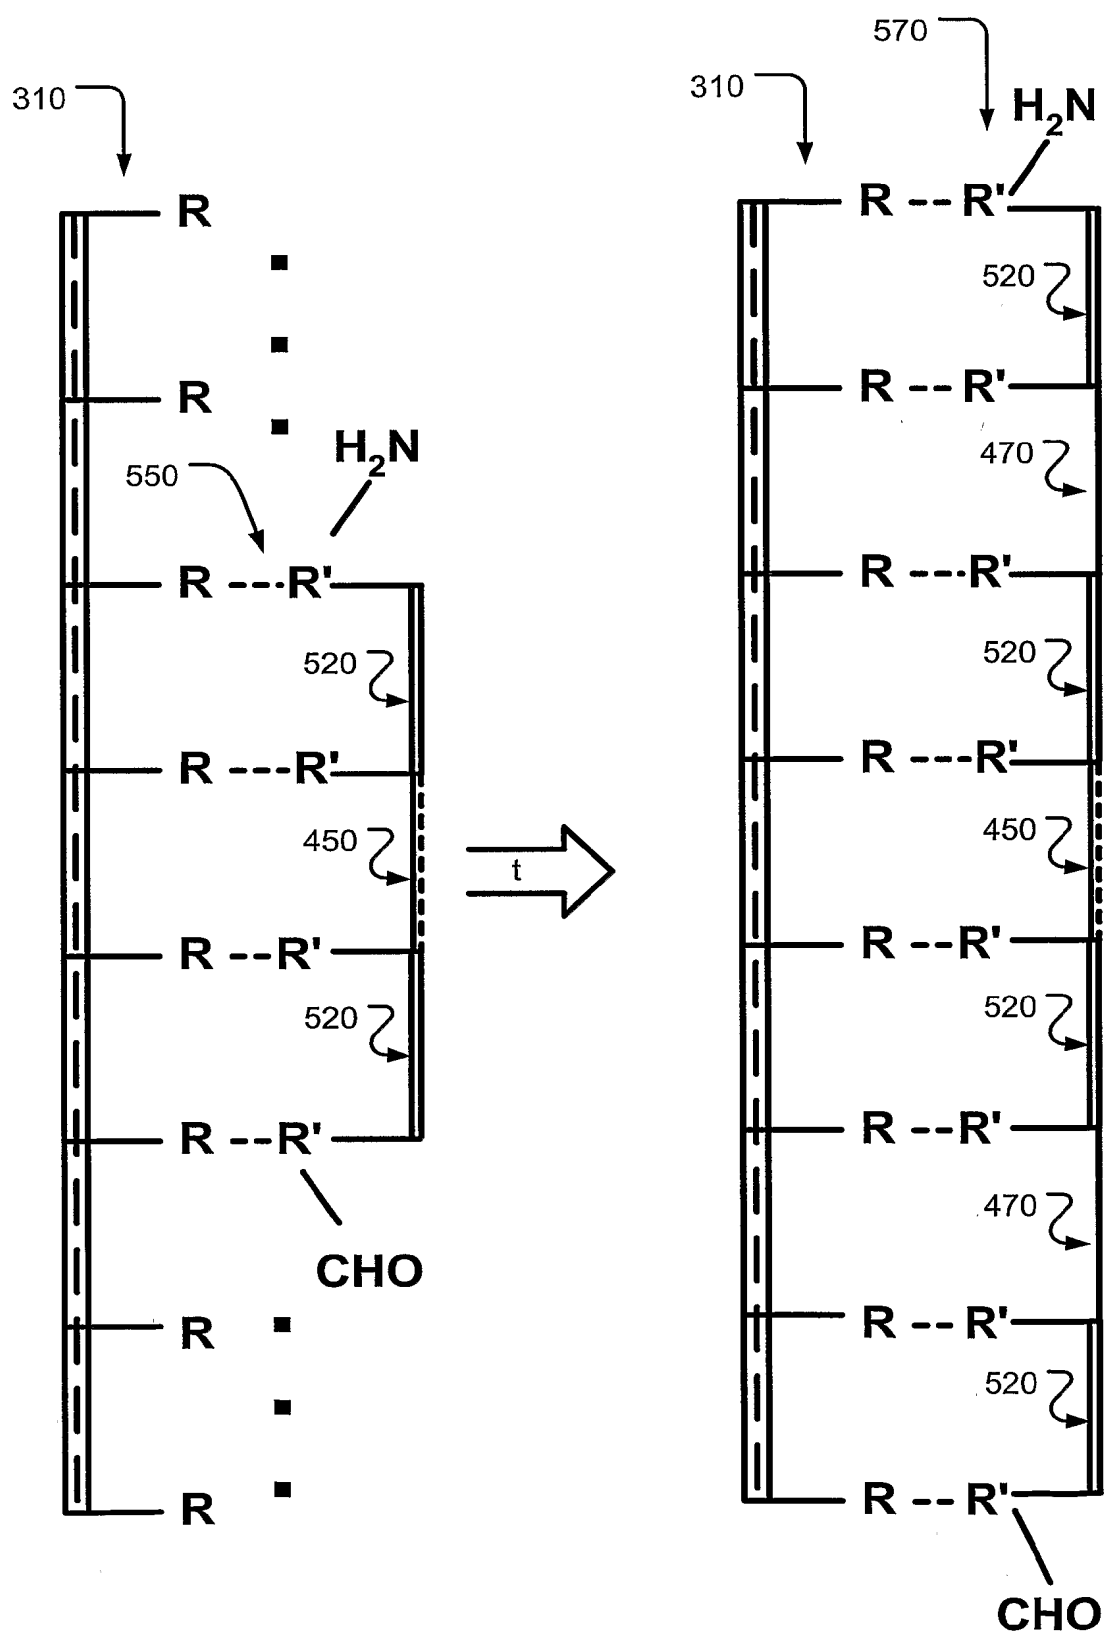 310
R
R
H2N
550
R --- R'
520
R --- R'
450
R -- R'
520
R -- R'
CHO
R
R
t
570
310
H2N
R -- R'
520
R -- R'
470
R --- R'
520
R --- R'
450
R -- R'
520
R -- R'
470
R -- R'
520
R -- R'
CHO